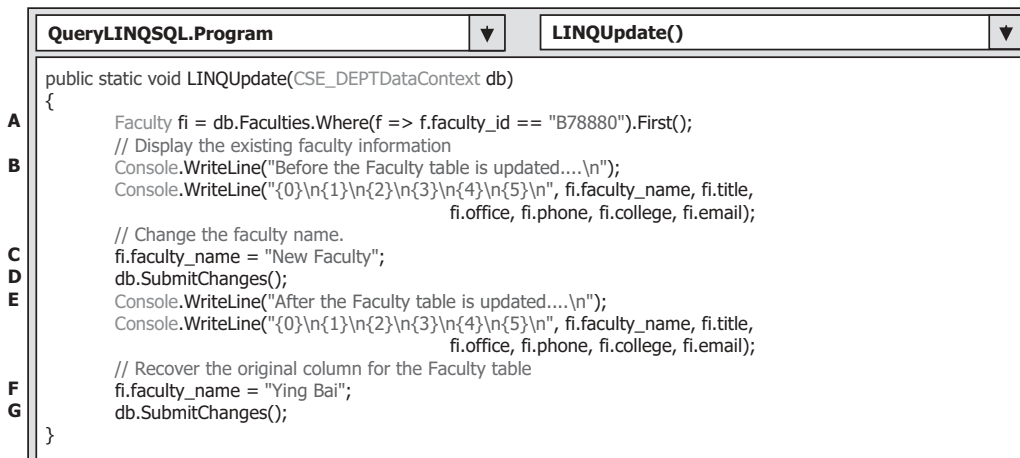 QueryLINQSQL.Program LINQUpdate()
public static void LINQUpdate(CSE_DEPTDataContext db)
{
A Faculty fi = db.Faculties.Where(f => f.faculty_id == "B78880").First();
// Display the existing faculty information
B Console.WriteLine("Before the Faculty table is updated....\n");
Console.WriteLine("{0}\n{1}\n{2}\n{3}\n{4}\n{5}\n", fi.faculty_name, fi.title,
fi.office, fi.phone, fi.college, fi.email);
// Change the faculty name.
C fi.faculty_name = "New Faculty";
D db.SubmitChanges();
E Console.WriteLine("After the Faculty table is updated....\n");
Console.WriteLine("{0}\n{1}\n{2}\n{3}\n{4}\n{5}\n", fi.faculty_name, fi.title,
fi.office, fi.phone, fi.college, fi.email);
// Recover the original column for the Faculty table
F fi.faculty_name = "Ying Bai";
G db.SubmitChanges();
}